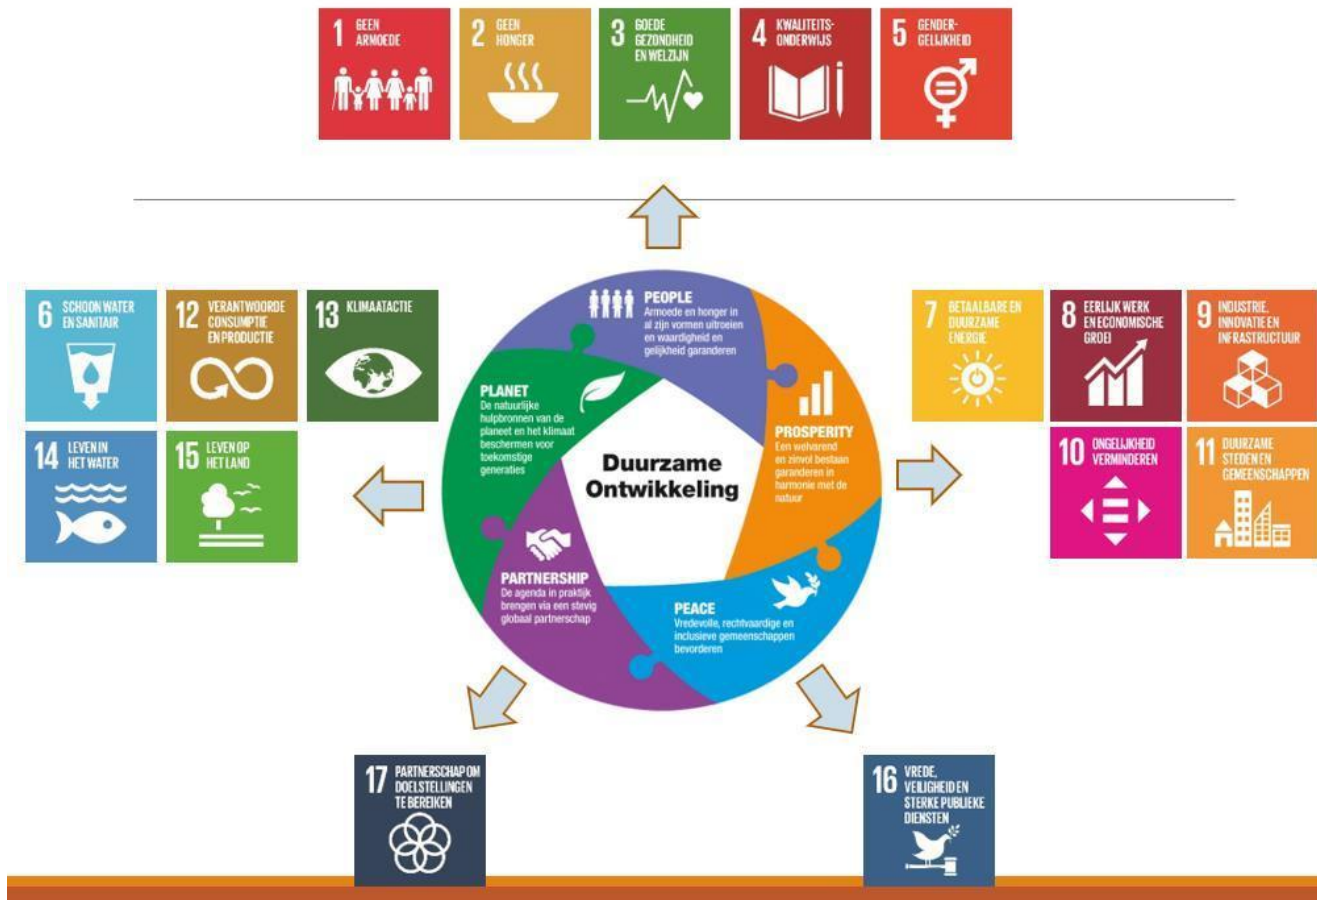 1 GEEN
ARMOEDE
2 GEEN
HONGER
3 GOEDE
GEZONDHEID
EN WELZIJN
4 KWALITEITS-
ONDERWIJS
5 GENDER-
GELIJKHEID
6 SCHOON WATER
EN SANITAIR
12 VERANTWOORDE
CONSUMPTIE
EN PRODUCTIE
13 KLIMAATACTIE
14 LEVEN IN
HET WATER
15 LEVEN OP
HET LAND
PEOPLE
Armoede en honger in
al zijn vormen uitroeien
en waardigheid en
gelijkheid garanderen
PLANET
De natuurlijke
hulpbronnen van de
planeet en het klimaat
beschermen voor
toekomstige
generaties
Duurzame
Ontwikkeling
PROSPERITY
Een welvarend
en zinvol bestaan
garanderen in
harmonie met de
natuur
PARTNERSHIP
De agenda in praktijk
brengen via een stevig
globaal partnerschap
PEACE
Vredevolle, rechtvaardige en
inclusieve gemeenschappen
bevorderen
7 BETAALBARE EN
DUURZAME
ENERGIE
8 EERLIJK WERK
EN ECONOMISCHE
GROEI
9 INDUSTRIE,
INNOVATIE EN
INFRASTRUCTUUR
10 ONGELIJKHEID
VERMINDEREN
11 DUURZAME
STEDEN EN
GEMEENSCHAPPEN
17 PARTNERSCHAP OM
DOELSTELLINGEN
TE BEREIKEN
16 VREDE,
VEILIGHEID EN
STERKE PUBLIEKE
DIENSTEN